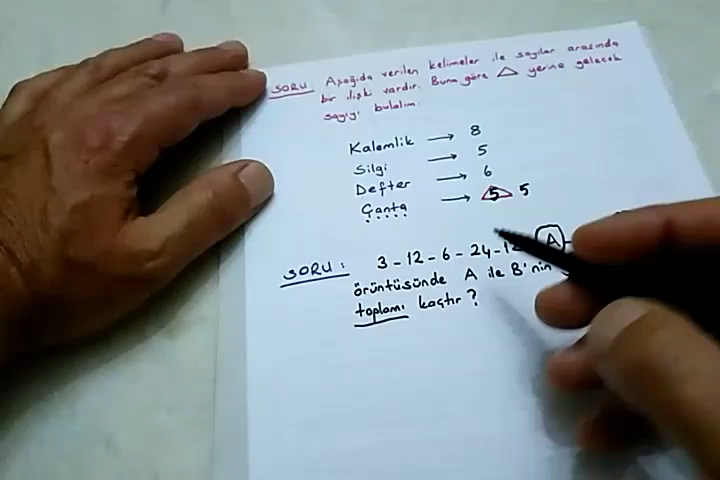 SORU: Aşağıda verilen kelimeler ile sayılar arasında
bir ilişki vardır. Buna göre △ yerine gelecek
sayıyı bulalım.
Kalemlik → 8
Silgi → 5
Defter → 6
Çanta → 5 5
SORU: 3 - 12 - 6 - 24 - A
örüntüsünde A ile B'nin
toplamı kaçtır?